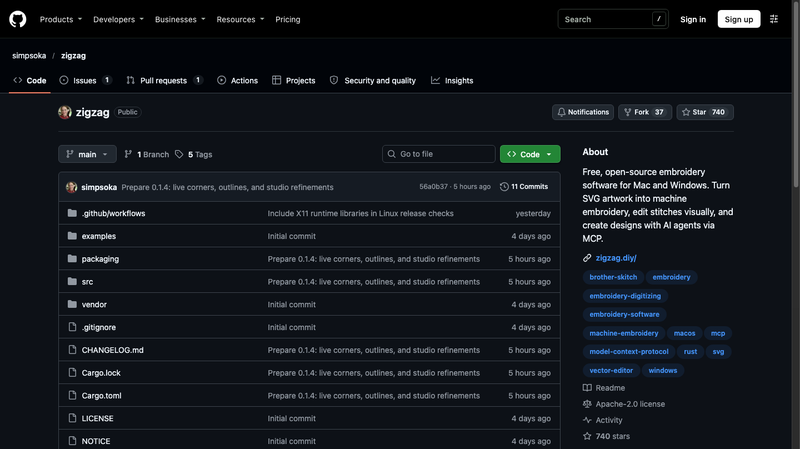 Products Developers Businesses Resources Pricing Search / Sign in Sign up
simpsoka / zigzag
Code Issues 1 Pull requests 1 Actions Projects Security and quality Insights
zigzag Public Notifications Fork 37 Star 740
main 1 Branch 5 Tags Go to file Code
simpsoka Prepare 0.1.4: live corners, outlines, and studio refinements 56a0b37 · 5 hours ago 11 Commits
.github/workflows Include X11 runtime libraries in Linux release checks yesterday
examples Initial commit 4 days ago
packaging Prepare 0.1.4: live corners, outlines, and studio refinements 5 hours ago
src Prepare 0.1.4: live corners, outlines, and studio refinements 5 hours ago
vendor Initial commit 4 days ago
.gitignore Initial commit 4 days ago
CHANGELOG.md Prepare 0.1.4: live corners, outlines, and studio refinements 5 hours ago
Cargo.lock Prepare 0.1.4: live corners, outlines, and studio refinements 5 hours ago
Cargo.toml Prepare 0.1.4: live corners, outlines, and studio refinements 5 hours ago
LICENSE Initial commit 4 days ago
NOTICE Initial commit 4 days ago
About
Free, open-source embroidery
software for Mac and Windows. Turn
SVG artwork into machine
embroidery, edit stitches visually, and
create designs with AI agents via
MCP.
zigzag.diy/
brother-skitch embroidery
embroidery-digitizing
embroidery-software
machine-embroidery macos mcp
model-context-protocol rust svg
vector-editor windows
Readme
Apache-2.0 license
Activity
740 stars